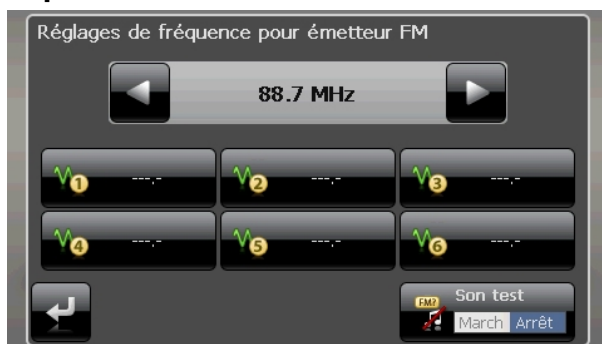 Réglages de fréquence pour émetteur FM
88.7 MHz
1 ---.- 2 ---.- 3 ---.-
4 ---.- 5 ---.- 6 ---.-
FM? Son test
March Arrêt